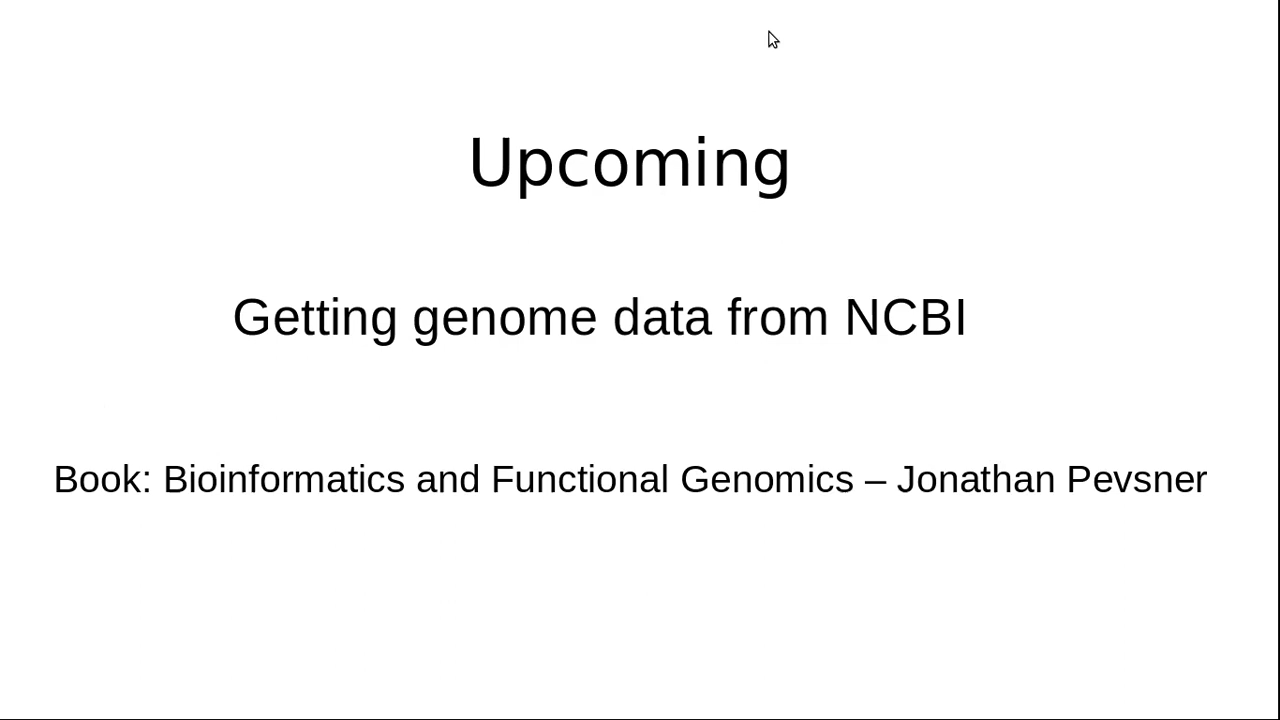 Upcoming
Getting genome data from NCBI
Book: Bioinformatics and Functional Genomics – Jonathan Pevsner